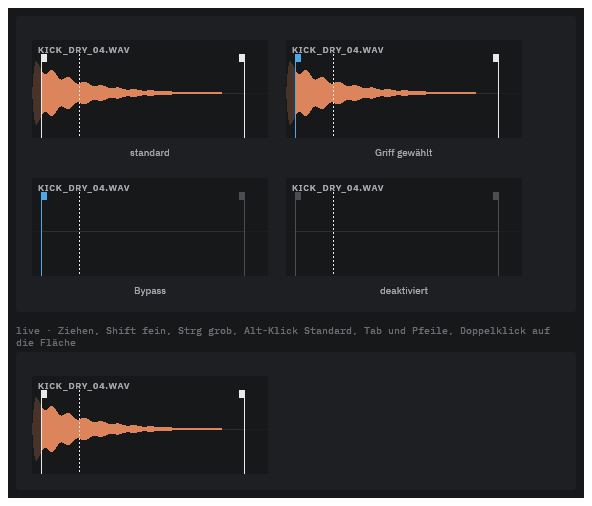 KICK_DRY_04.WAV
KICK_DRY_04.WAV
standard
Griff gewählt
KICK_DRY_04.WAV
KICK_DRY_04.WAV
Bypass
deaktiviert
live · Ziehen, Shift fein, Strg grob, Alt-Klick Standard, Tab und Pfeile, Doppelklick auf
die Fläche
KICK_DRY_04.WAV